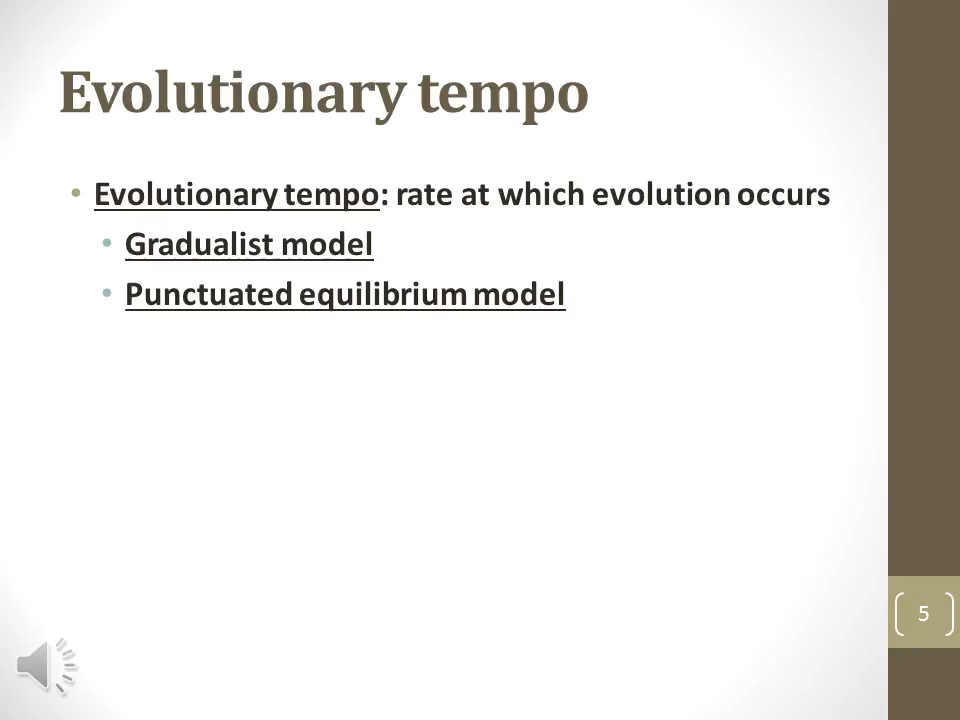 Evolutionary tempo
• Evolutionary tempo: rate at which evolution occurs
• Gradualist model
• Punctuated equilibrium model
5